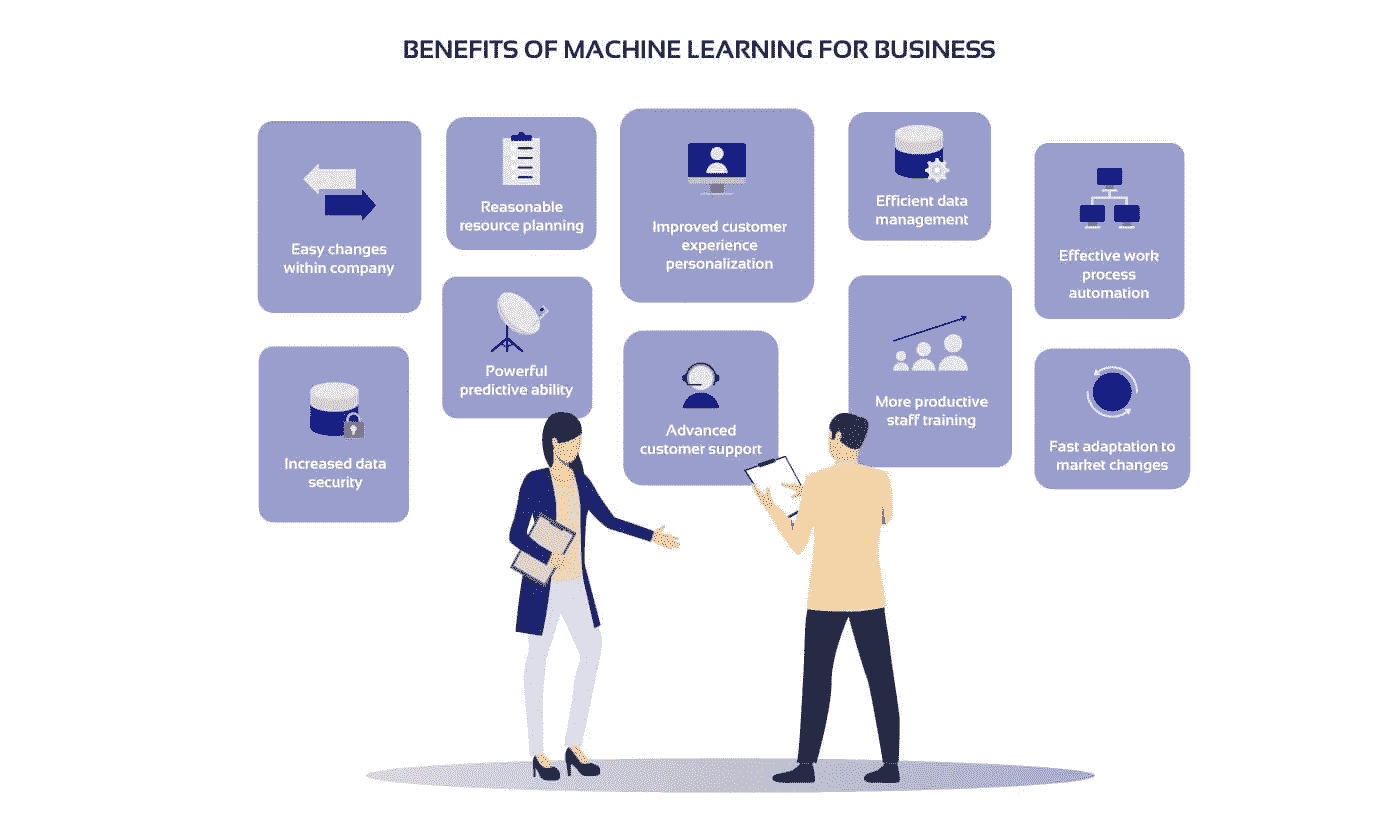 BENEFITS OF MACHINE LEARNING FOR BUSINESS
Easy changes
within company
Reasonable
resource planning
Improved customer
experience
personalization
Efficient data
management
Effective work
process
automation
Increased data
security
Powerful
predictive ability
Advanced
customer support
More productive
staff training
Fast adaptation to
market changes